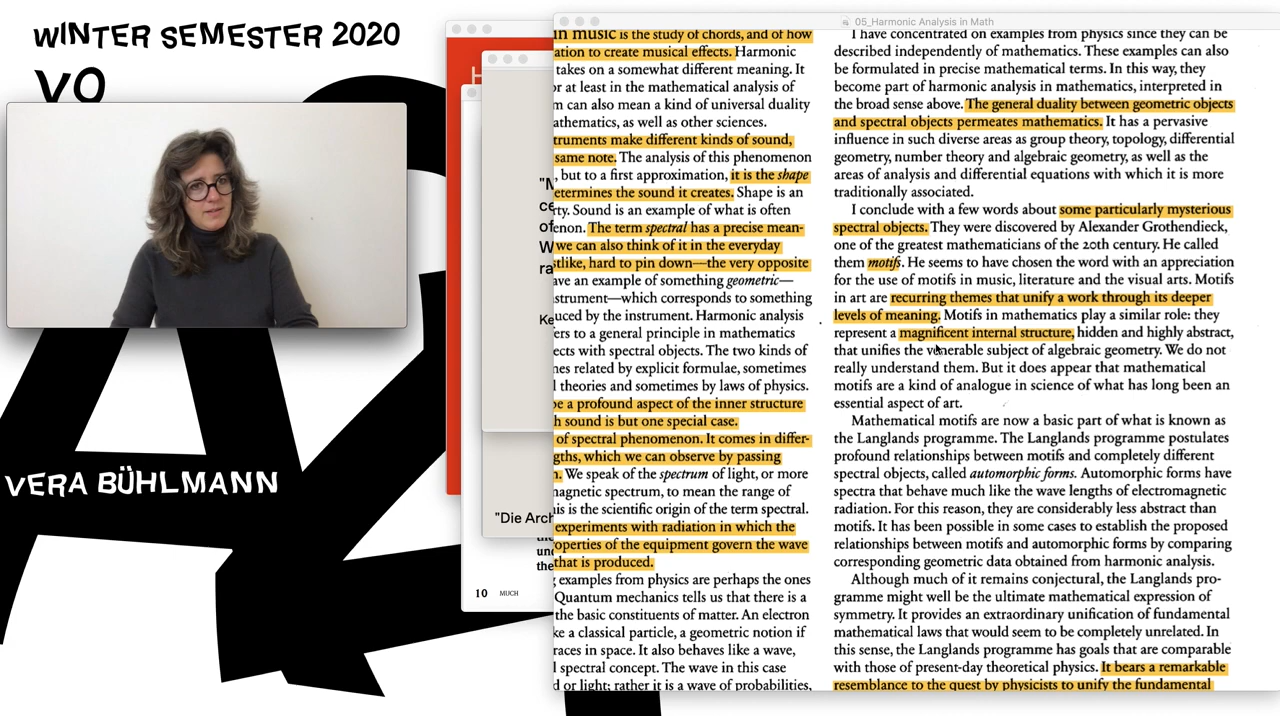 WINTER SEMESTER 2020
VO
VERA BÜHLMANN
H
"M
ce
of
W
ra
Ke
"Die Arch
the
und
the
10 MUCH
05_Harmonic Analysis in Math
in music is the study of chords, and of how
ation to create musical effects. Harmonic
takes on a somewhat different meaning. It
or at least in the mathematical analysis of
m can also mean a kind of universal duality
athematics, as well as other sciences.
truments make different kinds of sound,
same note. The analysis of this phenomenon
, but to a first approximation, it is the shape
etermines the sound it creates. Shape is an
rty. Sound is an example of what is often
enon. The term spectral has a precise mean-
we can also think of it in the everyday
stlike, hard to pin down—the very opposite
ave an example of something geometric—
strument—which corresponds to something
uced by the instrument. Harmonic analysis
ers to a general principle in mathematics
ects with spectral objects. The two kinds of
nes related by explicit formulae, sometimes
l theories and sometimes by laws of physics.
be a profound aspect of the inner structure
h sound is but one special case.
of spectral phenomenon. It comes in differ-
gths, which we can observe by passing
n. We speak of the spectrum of light, or more
magnetic spectrum, to mean the range of
his is the scientific origin of the term spectral.
experiments with radiation in which the
operties of the equipment govern the wave
that is produced.
g examples from physics are perhaps the ones
Quantum mechanics tells us that there is a
the basic constituents of matter. An electron
ke a classical particle, a geometric notion if
races in space. It also behaves like a wave,
l spectral concept. The wave in this case
d or light; rather it is a wave of probabilities,
I have concentrated on examples from physics since they can be
described independently of mathematics. These examples can also
be formulated in precise mathematical terms. In this way, they
become part of harmonic analysis in mathematics, interpreted in
the broad sense above. The general duality between geometric objects
and spectral objects permeates mathematics. It has a pervasive
influence in such diverse areas as group theory, topology, differential
geometry, number theory and algebraic geometry, as well as the
areas of analysis and differential equations with which it is more
traditionally associated.
I conclude with a few words about some particularly mysterious
spectral objects. They were discovered by Alexander Grothendieck,
one of the greatest mathematicians of the 20th century. He called
them motifs. He seems to have chosen the word with an appreciation
for the use of motifs in music, literature and the visual arts. Motifs
in art are recurring themes that unify a work through its deeper
levels of meaning. Motifs in mathematics play a similar role: they
represent a magnificent internal structure, hidden and highly abstract,
that unifies the venerable subject of algebraic geometry. We do not
really understand them. But it does appear that mathematical
motifs are a kind of analogue in science of what has long been an
essential aspect of art.
Mathematical motifs are now a basic part of what is known as
the Langlands programme. The Langlands programme postulates
profound relationships between motifs and completely different
spectral objects, called automorphic forms. Automorphic forms have
spectra that behave much like the wave lengths of electromagnetic
radiation. For this reason, they are considerably less abstract than
motifs. It has been possible in some cases to establish the proposed
relationships between motifs and automorphic forms by comparing
corresponding geometric data obtained from harmonic analysis.
Although much of it remains conjectural, the Langlands pro-
gramme might well be the ultimate mathematical expression of
symmetry. It provides an extraordinary unification of fundamental
mathematical laws that would seem to be completely unrelated. In
this sense, the Langlands programme has goals that are comparable
with those of present-day theoretical physics. It bears a remarkable
resemblance to the quest by physicists to unify the fundamental